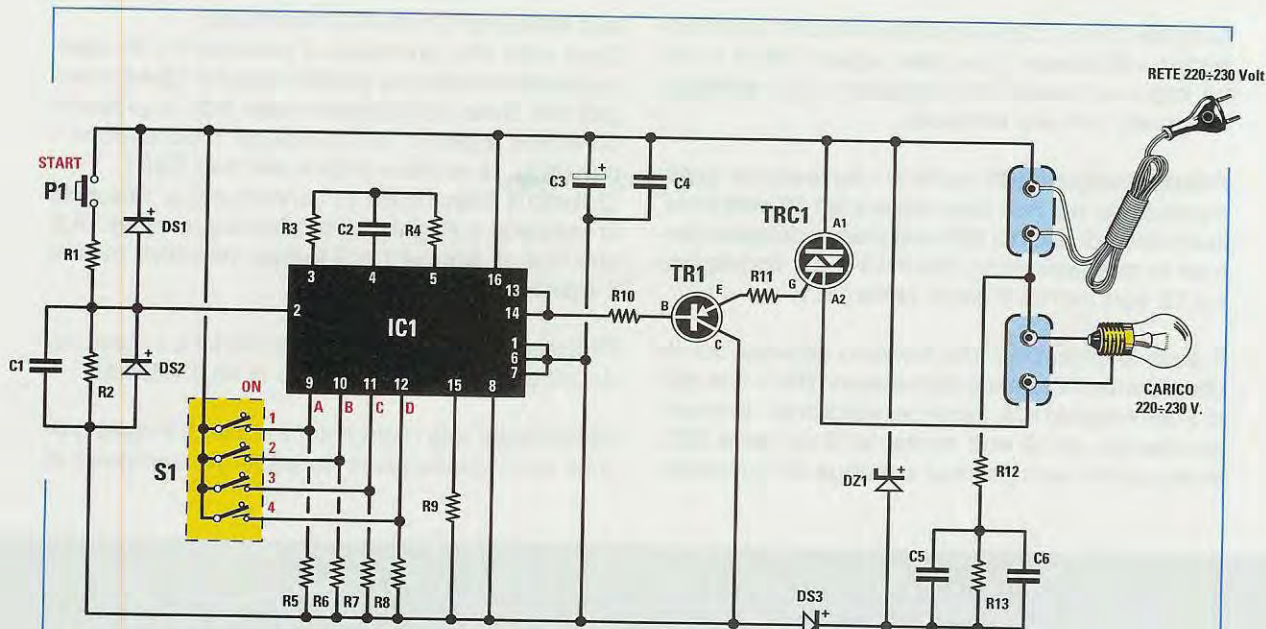 RETE 220÷230 Volt
START
P1
R1
DS1
R3
C2
R4
C3
C4
TRC1
A1
G
A2
TR1
R11
E
B
C
R10
3
4
5
16
13
14
2
IC1
1
6
7
9
10
11
12
15
8
C1
R2
DS2
ON
A
B
C
D
S1
1
2
3
4
R9
R5
R6
R7
R8
CARICO
220÷230 V.
DZ1
R12
C5
R13
C6
DS3